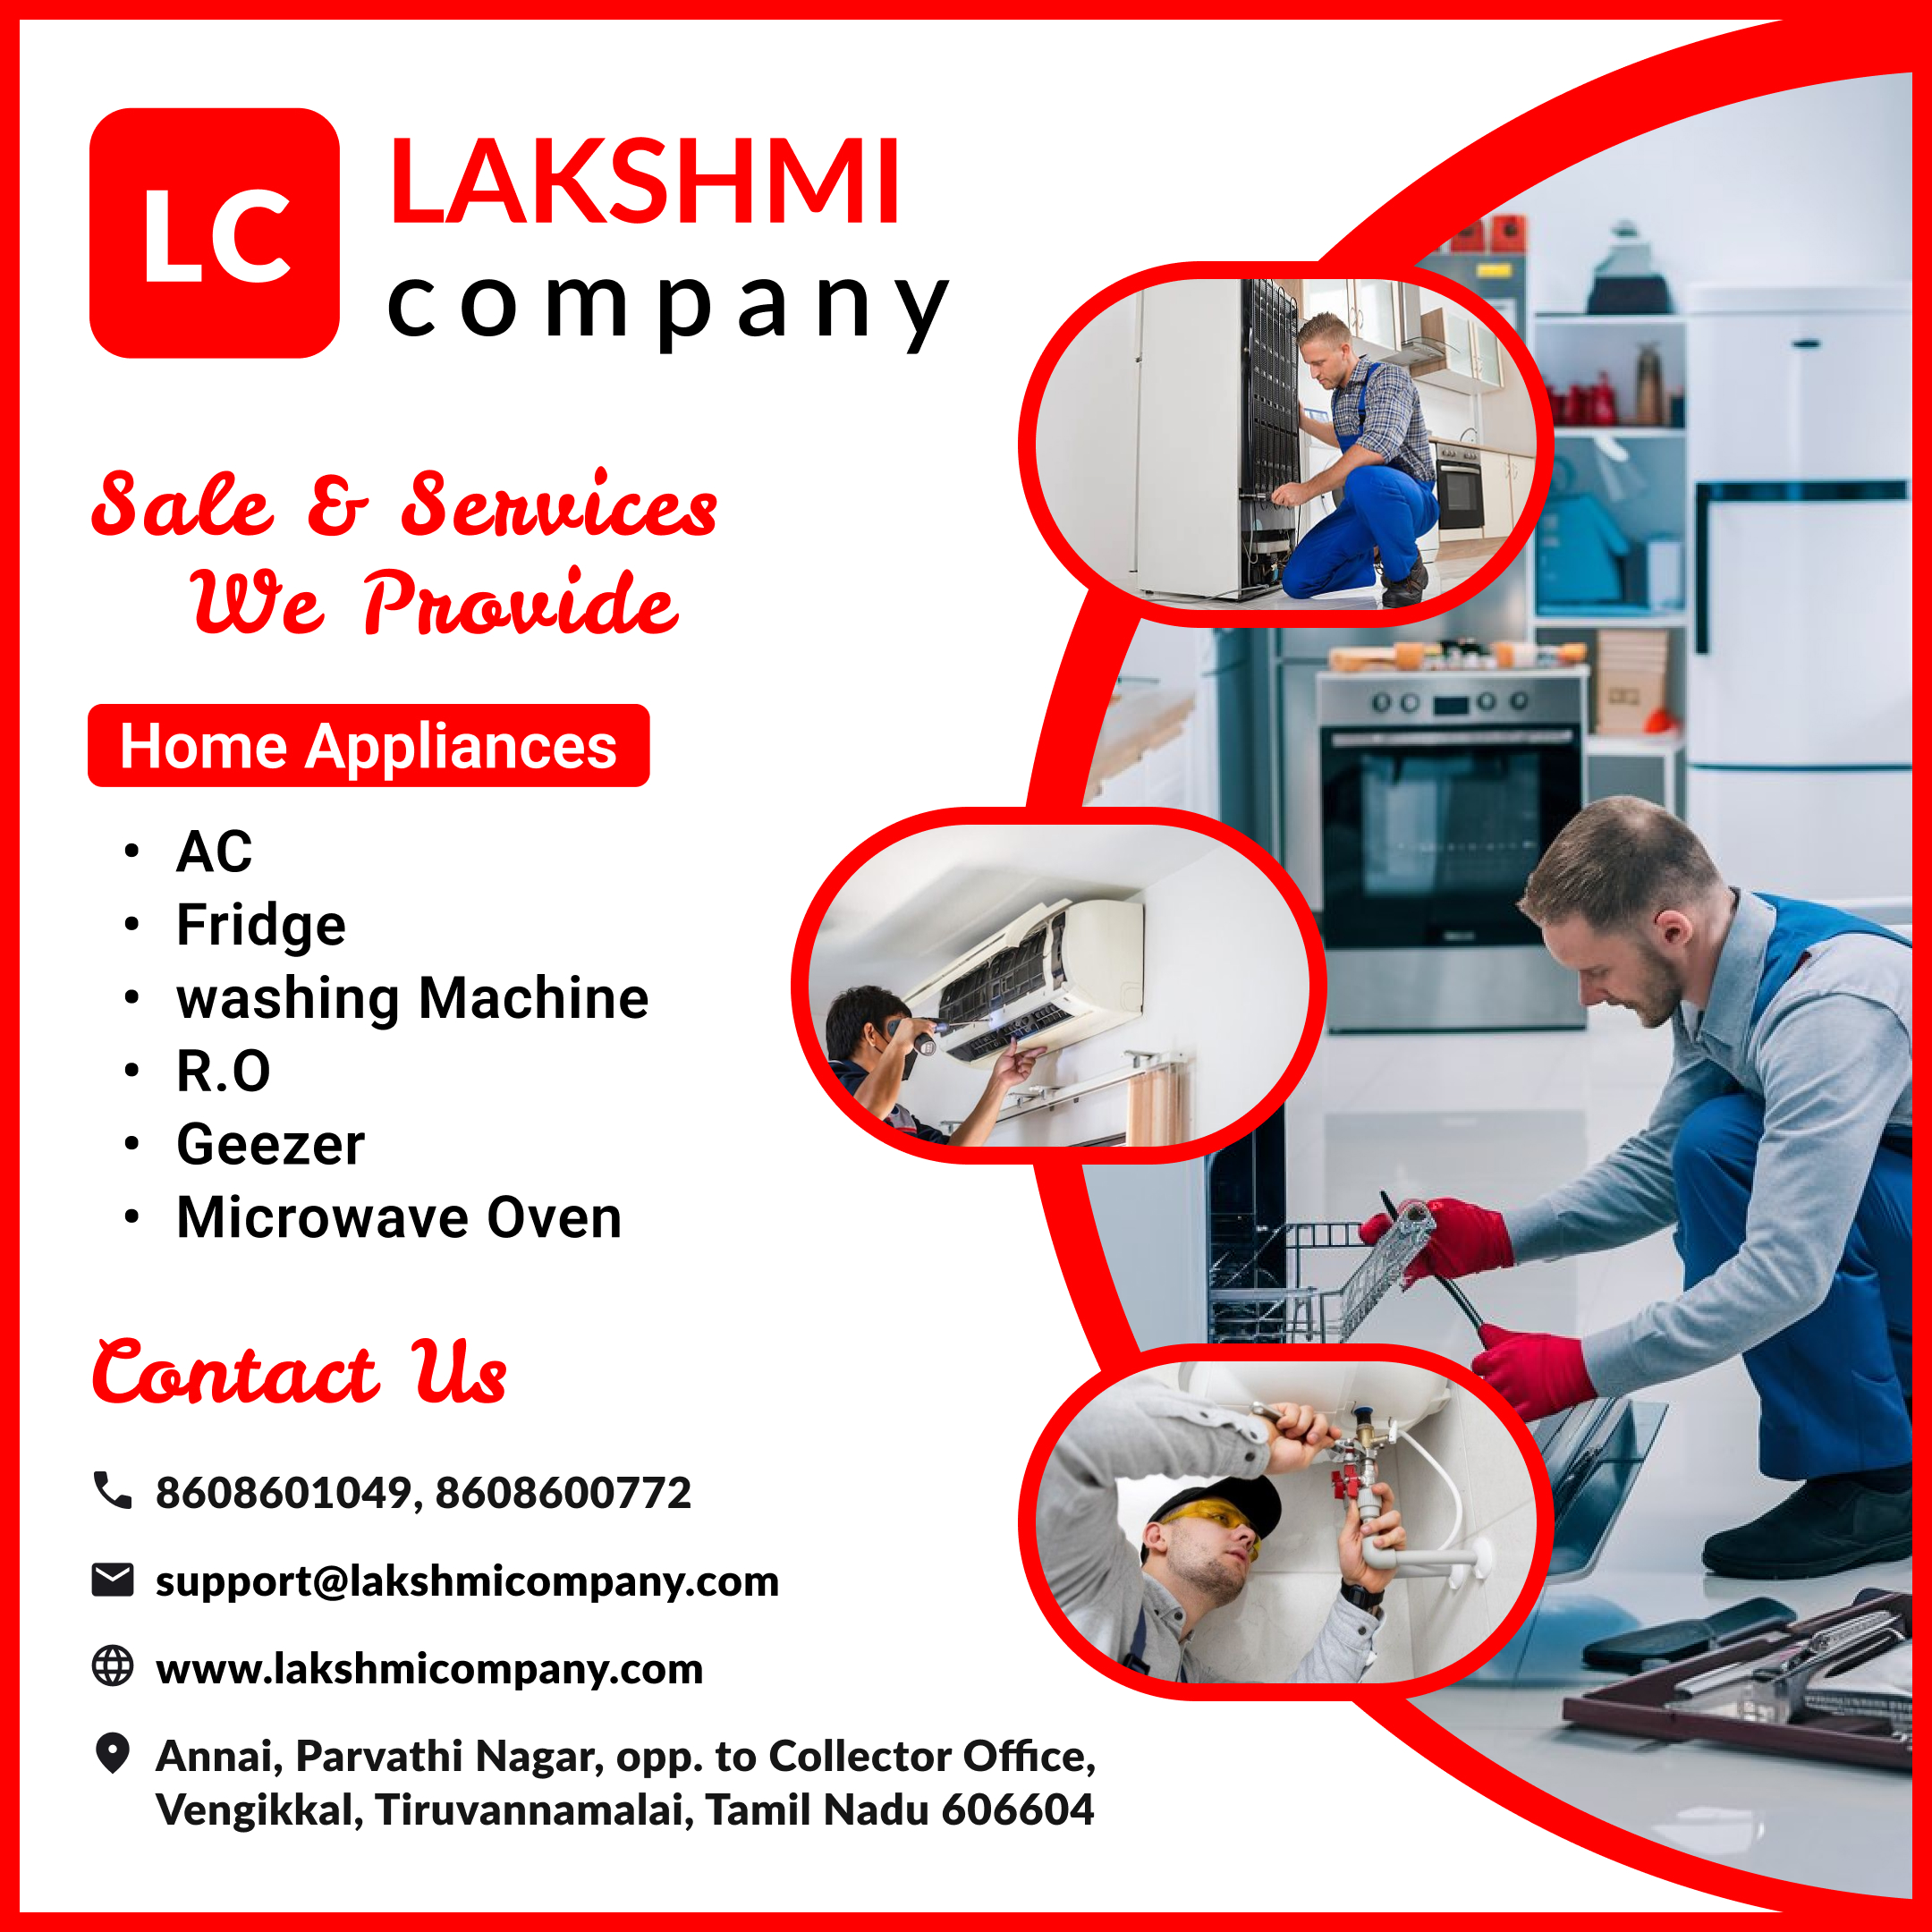 LC
LAKSHMI
company
Sale & Services
We Provide
Home Appliances
• AC
• Fridge
• washing Machine
• R.O
• Geezer
• Microwave Oven
Contact Us
8608601049, 8608600772
support@lakshmicompany.com
www.lakshmicompany.com
Annai, Parvathi Nagar, opp. to Collector Office,
Vengikkal, Tiruvannamalai, Tamil Nadu 606604